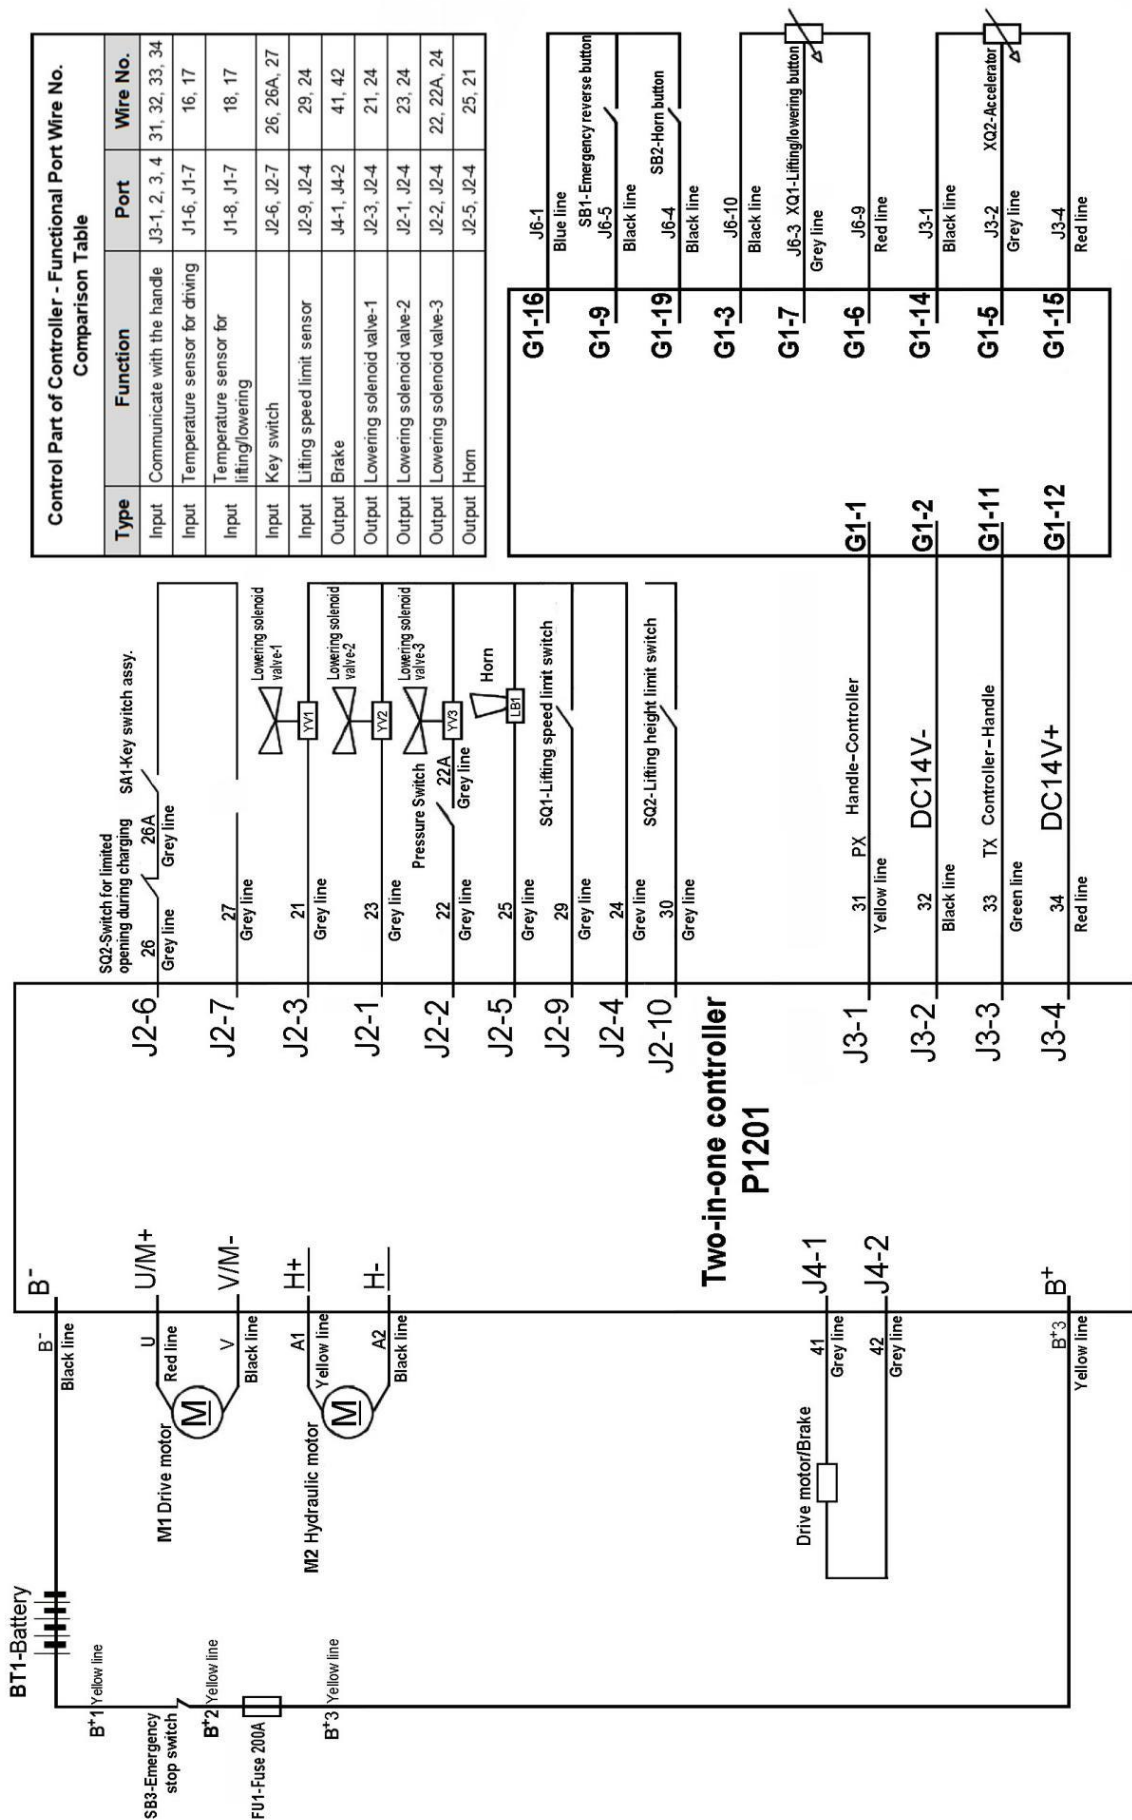 BT1-Battery
B+1 Yellow line
SB3-Emergency
stop switch
B+2 Yellow line
FU1-Fuse 200A
B+3 Yellow line
B-
Black line
B-
M1 Drive motor
M
U
Red line
U/M+
V
Black line
V/M-
M2 Hydraulic motor
M
A1
Yellow line
H+
A2
Black line
H-
Drive motor/Brake
41
Grey line
J4-1
42
Grey line
J4-2
B+3
Yellow line
B+
Two-in-one controller
P1201
J2-6
SQ2-Switch for limited
opening during charging
26
Grey line
26A
Grey line
SA1-Key switch assy.
J2-7
27
Grey line
J2-3
21
Grey line
YV1
Lowering solenoid
valve-1
J2-1
23
Grey line
YV2
Lowering solenoid
valve-2
J2-2
22
Grey line
Pressure Switch
22A
Grey line
YV3
Lowering solenoid
valve-3
J2-5
25
Grey line
LB1
Horn
J2-9
29
Grey line
SQ1-Lifting speed limit switch
J2-4
24
Grey line
J2-10
30
Grey line
SQ2- Lifting height limit switch
J3-1
31 PX Handle-Controller
Yellow line
G1-1
J3-2
32 DC14V-
Black line
G1-2
J3-3
33 TX Controller-Handle
Green line
G1-11
J3-4
34 DC14V+
Red line
G1-12
Control Part of Controller - Functional Port Wire No.
Comparison Table
Type Function Port Wire No.
Input Communicate with the handle J3-1, 2, 3, 4 31, 32, 33, 34
Input Temperature sensor for driving J1-6, J1-7 16, 17
Input Temperature sensor for
lifting/lowering J1-8, J1-7 18, 17
Input Key switch J2-6, J2-7 26, 26A, 27
Input Lifting speed limit sensor J2-9, J2-4 29, 24
Output Brake J4-1, J4-2 41, 42
Output Lowering solenoid valve-1 J2-3, J2-4 21, 24
Output Lowering solenoid valve-2 J2-1, J2-4 23, 24
Output Lowering solenoid valve-3 J2-2, J2-4 22, 22A, 24
Output Horn J2-5, J2-4 25, 21
G1-16
J6-1
Blue line
G1-9
SB1-Emergency reverse button
J6-5
Black line
G1-19
SB2-Horn button
J6-4
Black line
G1-3
J6-10
Black line
G1-7
J6-3 XQ1-Lifting/lowering button
Grey line
G1-6
J6-9
Red line
G1-14
J3-1
Black line
G1-5
J3-2 XQ2-Accelerator
Grey line
G1-15
J3-4
Red line